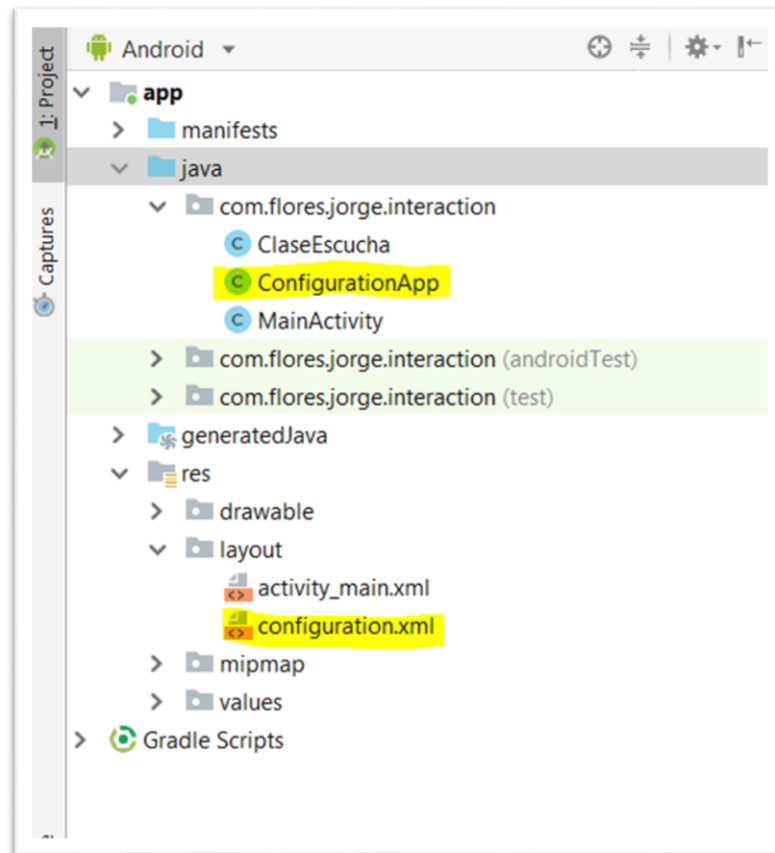 1: Project
Captures
Android
app
manifests
java
com.flores.jorge.interaction
C ClaseEscucha
C ConfigurationApp
C MainActivity
com.flores.jorge.interaction (androidTest)
com.flores.jorge.interaction (test)
generatedJava
res
drawable
layout
activity_main.xml
configuration.xml
mipmap
values
Gradle Scripts